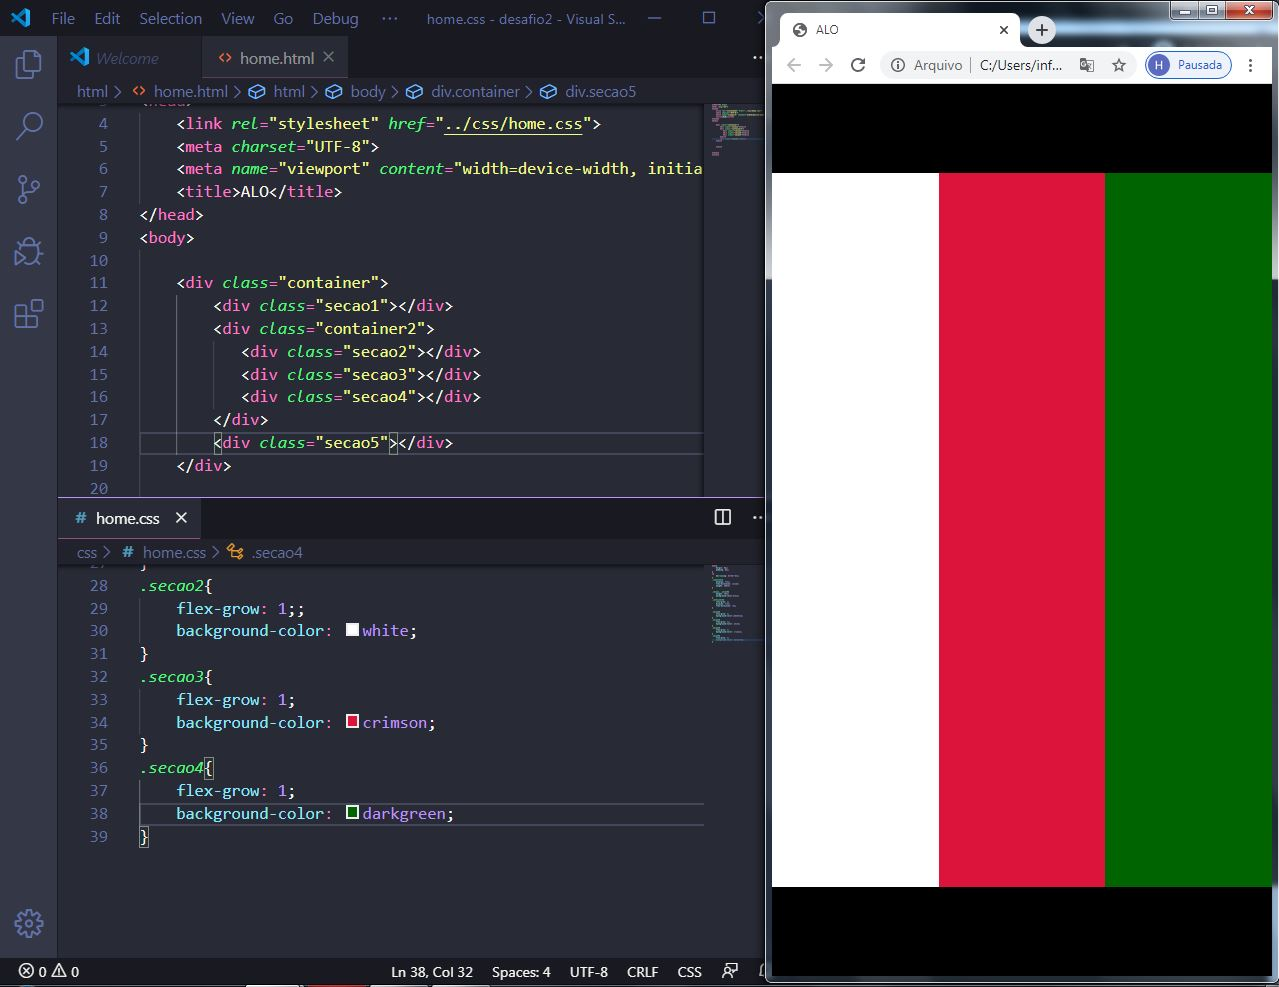 File Edit Selection View Go Debug ··· home.css - desafio2 - Visual S...
Welcome <> home.html
html > <> home.html > html > body > div.container > div.secao5
4 <link rel="stylesheet" href="../css/home.css">
5 <meta charset="UTF-8">
6 <meta name="viewport" content="width=device-width, initia
7 <title>ALO</title>
8 </head>
9 <body>
10
11 <div class="container">
12 <div class="secao1"></div>
13 <div class="container2">
14 <div class="secao2"></div>
15 <div class="secao3"></div>
16 <div class="secao4"></div>
17 </div>
18 <div class="secao5"></div>
19 </div>
20
# home.css
css > # home.css > .secao4
28 .secao2{
29 flex-grow: 1;;
30 background-color: white;
31 }
32 .secao3{
33 flex-grow: 1;
34 background-color: crimson;
35 }
36 .secao4{
37 flex-grow: 1;
38 background-color: darkgreen;
39 }
0 0 Ln 38, Col 32 Spaces: 4 UTF-8 CRLF CSS
ALO
Arquivo | C:/Users/inf... H Pausada